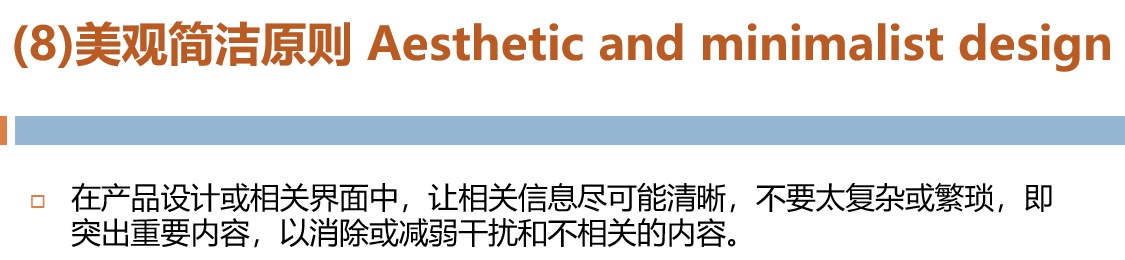 (8)美观简洁原则 Aesthetic and minimalist design
在产品设计或相关界面中，让相关信息尽可能清晰，不要太复杂或繁琐，即
突出重要内容，以消除或减弱干扰和不相关的内容。